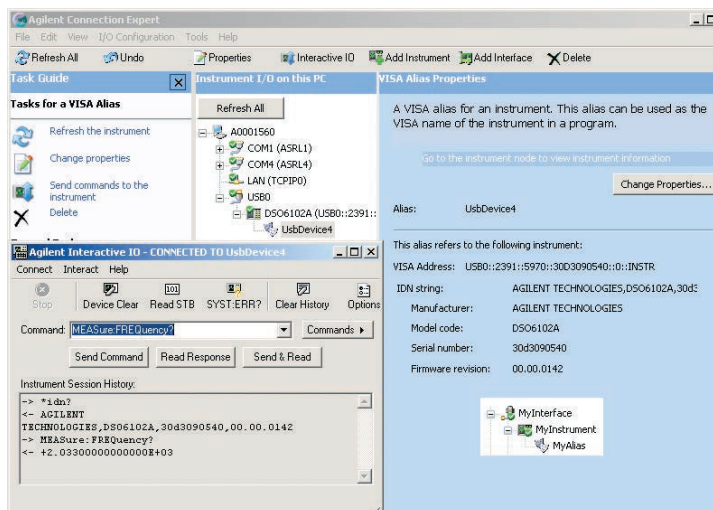 Agilent Connection Expert
File Edit View I/O Configuration Tools Help
Refresh All Undo Properties Interactive IO Add Instrument Add Interface Delete
Task Guide
Tasks for a VISA Alias
Refresh the instrument
Change properties
Send commands to the
instrument
Delete
Instrument I/O on this PC
Refresh All
A0001560
COM1 (ASRL1)
COM4 (ASRL4)
LAN (TCPIP0)
USB0
DSO6102A (USB0::2391::
UsbDevice4
VISA Alias Properties
A VISA alias for an instrument. This alias can be used as the
VISA name of the instrument in a program.
Go to the instrument node to view instrument information
Change Properties...
Alias: UsbDevice4
This alias refers to the following instrument:
VISA Address: USB0::2391::5970::30D3090540::0::INSTR
IDN string: AGILENT TECHNOLOGIES,DSO6102A,30d3
Manufacturer: AGILENT TECHNOLOGIES
Model code: DSO6102A
Serial number: 30d3090540
Firmware revision: 00.00.0142
MyInterface
MyInstrument
MyAlias
Agilent Interactive IO - CONNECTED TO UsbDevice4
Connect Interact Help
Stop Device Clear Read STB SYST:ERR? Clear History Options
Command: MEASure:FREQuency? Commands
Send Command Read Response Send & Read
Instrument Session History:
-> *idn?
<- AGILENT
TECHNOLOGIES,DSO6102A,30d3090540,00.00.0142
-> MEASure:FREQuency?
<- +2.03300000000000E+03